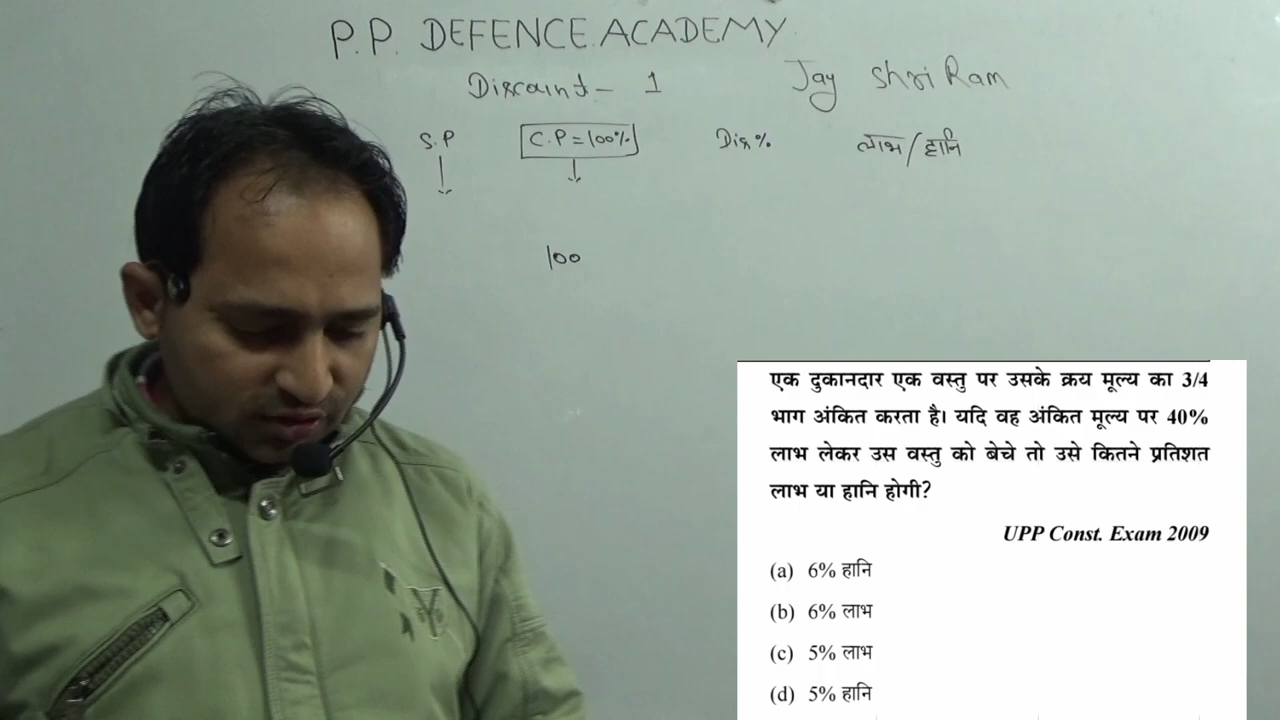 P.P. DEFENCE ACADEMY
Discount - 1
Jay Shri Ram
S.P
C.P = 100%
Dis%
लाभ/हानि
100
एक दुकानदार एक वस्तु पर उसके क्रय मूल्य का 3/4
भाग अंकित करता है। यदि वह अंकित मूल्य पर 40%
लाभ लेकर उस वस्तु को बेचे तो उसे कितने प्रतिशत
लाभ या हानि होगी?
UPP Const. Exam 2009
(a) 6% हानि
(b) 6% लाभ
(c) 5% लाभ
(d) 5% हानि